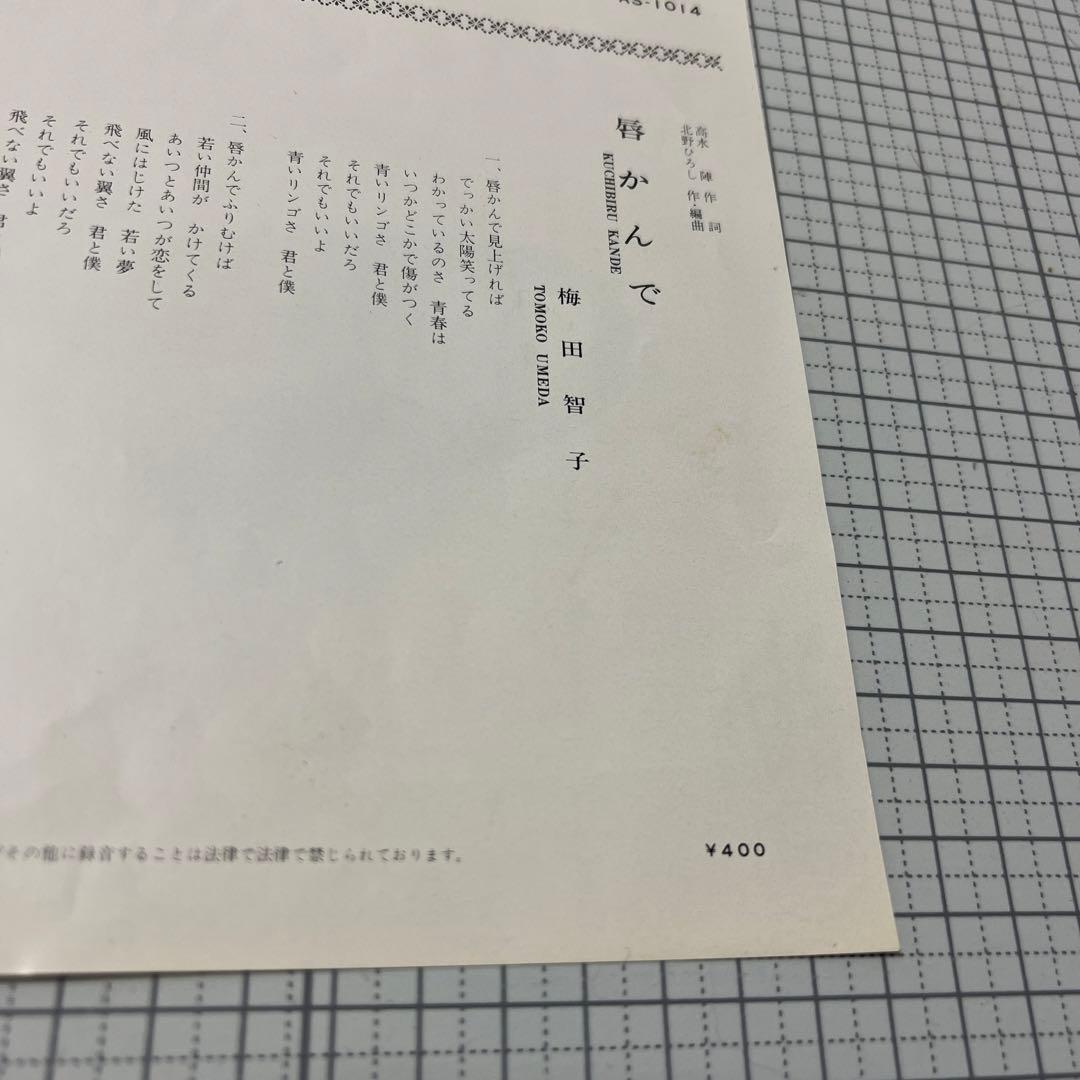 -1014
高水 陣 作詞
北野ひろし 作・編曲
唇かんで
KUCHIBIRU KANDE
梅田智子
TOMOKO UMEDA
一、唇かんで見上げれば
でっかい太陽笑ってる
わかっているのさ 青春は
いつかどこかで傷がつく
青いリンゴさ 君と僕
それでもいいだろ
それでもいいよ
青いリンゴさ 君と僕
二、唇かんでふりむけば
若い仲間が かけてくる
あいつとあいつが恋をして
風にはじけた 若い夢
飛べない翼さ 君と僕
それでもいいだろ
それでもいいよ
飛べない翼さ 君
その他に録音することは法律で法律で禁じられております。
¥400